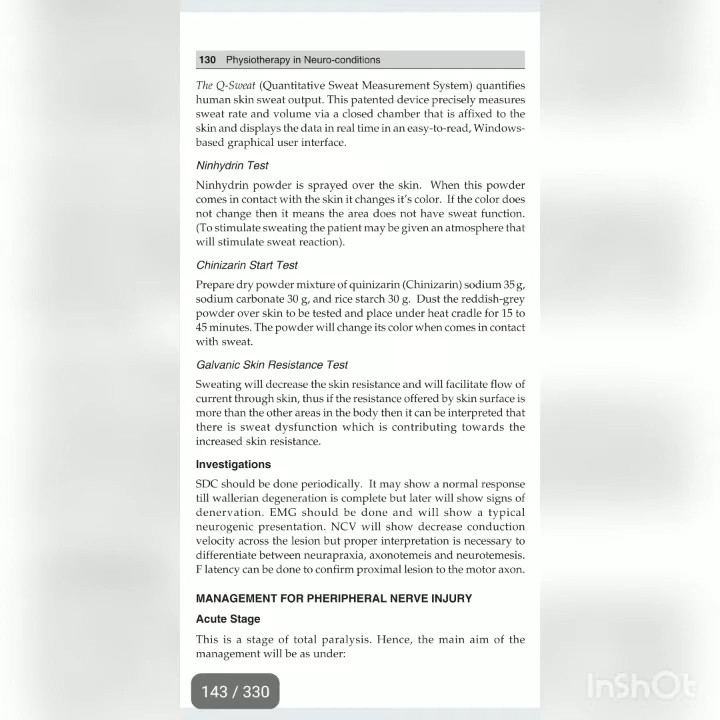 130 Physiotherapy in Neuro-conditions
The Q-Sweat (Quantitative Sweat Measurement System) quantifies
human skin sweat output. This patented device precisely measures
sweat rate and volume via a closed chamber that is affixed to the
skin and displays the data in real time in an easy-to-read, Windows-
based graphical user interface.
Ninhydrin Test
Ninhydrin powder is sprayed over the skin. When this powder
comes in contact with the skin it changes it's color. If the color does
not change then it means the area does not have sweat function.
(To stimulate sweating the patient may be given an atmosphere that
will stimulate sweat reaction).
Chinizarin Start Test
Prepare dry powder mixture of quinizarin (Chinizarin) sodium 35 g,
sodium carbonate 30 g, and rice starch 30 g. Dust the reddish-grey
powder over skin to be tested and place under heat cradle for 15 to
45 minutes. The powder will change its color when comes in contact
with sweat.
Galvanic Skin Resistance Test
Sweating will decrease the skin resistance and will facilitate flow of
current through skin, thus if the resistance offered by skin surface is
more than the other areas in the body then it can be interpreted that
there is sweat dysfunction which is contributing towards the
increased skin resistance.
Investigations
SDC should be done periodically. It may show a normal response
till wallerian degeneration is complete but later will show signs of
denervation. EMG should be done and will show a typical
neurogenic presentation. NCV will show decrease conduction
velocity across the lesion but proper interpretation is necessary to
differentiate between neurapraxia, axonotemeis and neurotemesis.
F latency can be done to confirm proximal lesion to the motor axon.
MANAGEMENT FOR PHERIPHERAL NERVE INJURY
Acute Stage
This is a stage of total paralysis. Hence, the main aim of the
management will be as under:
143 / 330
InShOt